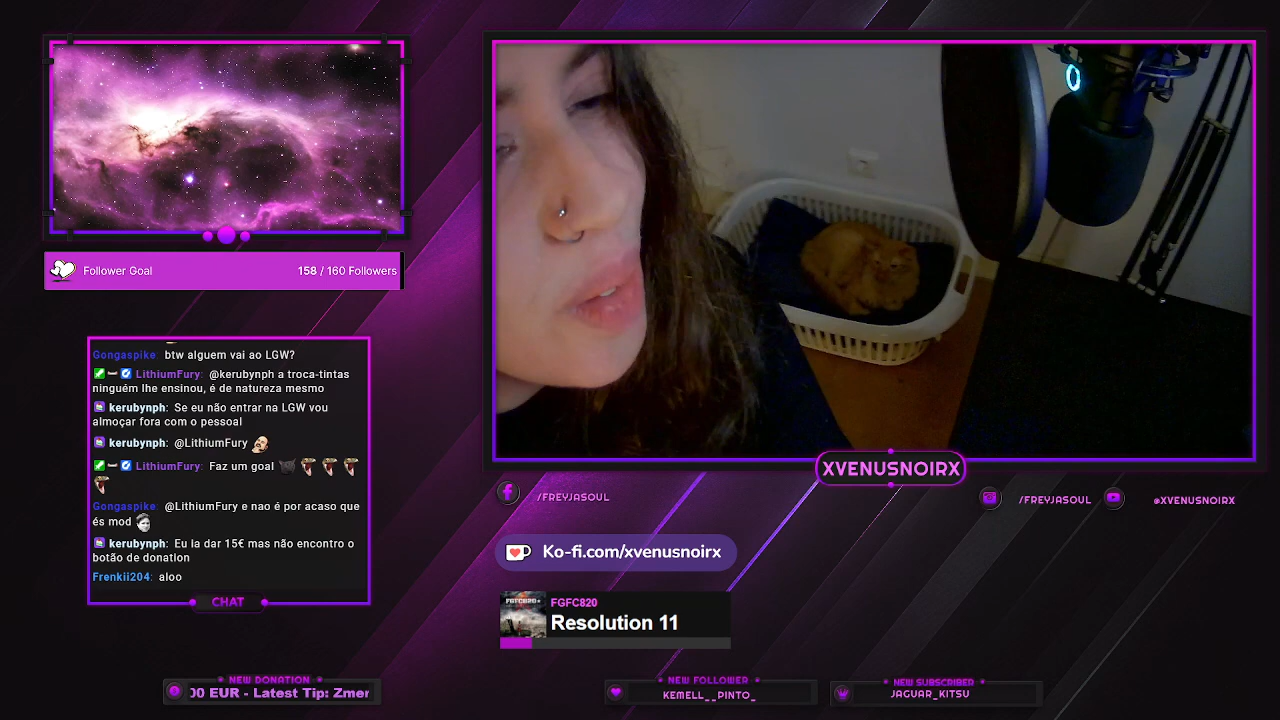 Follower Goal
158 / 160 Followers
Gongaspike: btw alguem vai ao LGW?
LithiumFury: @kerubynph a troca-tintas
ninguém lhe ensinou, é de natureza mesmo
kerubynph: Se eu não entrar na LGW vou
almoçar fora com o pessoal
kerubynph: @LithiumFury
LithiumFury: Faz um goal
Gongaspike: @LithiumFury e nao é por acaso que
és mod
kerubynph: Eu ia dar 15€ mas não encontro o
botão de donation
Frenkii204: aloo
CHAT
XVENUSNOIRX
/FREYJASOUL
/FREYJASOUL
@XVENUSNOIRX
Ko-fi.com/xvenusnoirx
FGFC820
FGFC820
Resolution 11
NEW DONATION
00 EUR - Latest Tip: Zmer
NEW FOLLOWER
KEMELL__PINTO_
NEW SUBSCRIBED
JAGUAR_KITSU